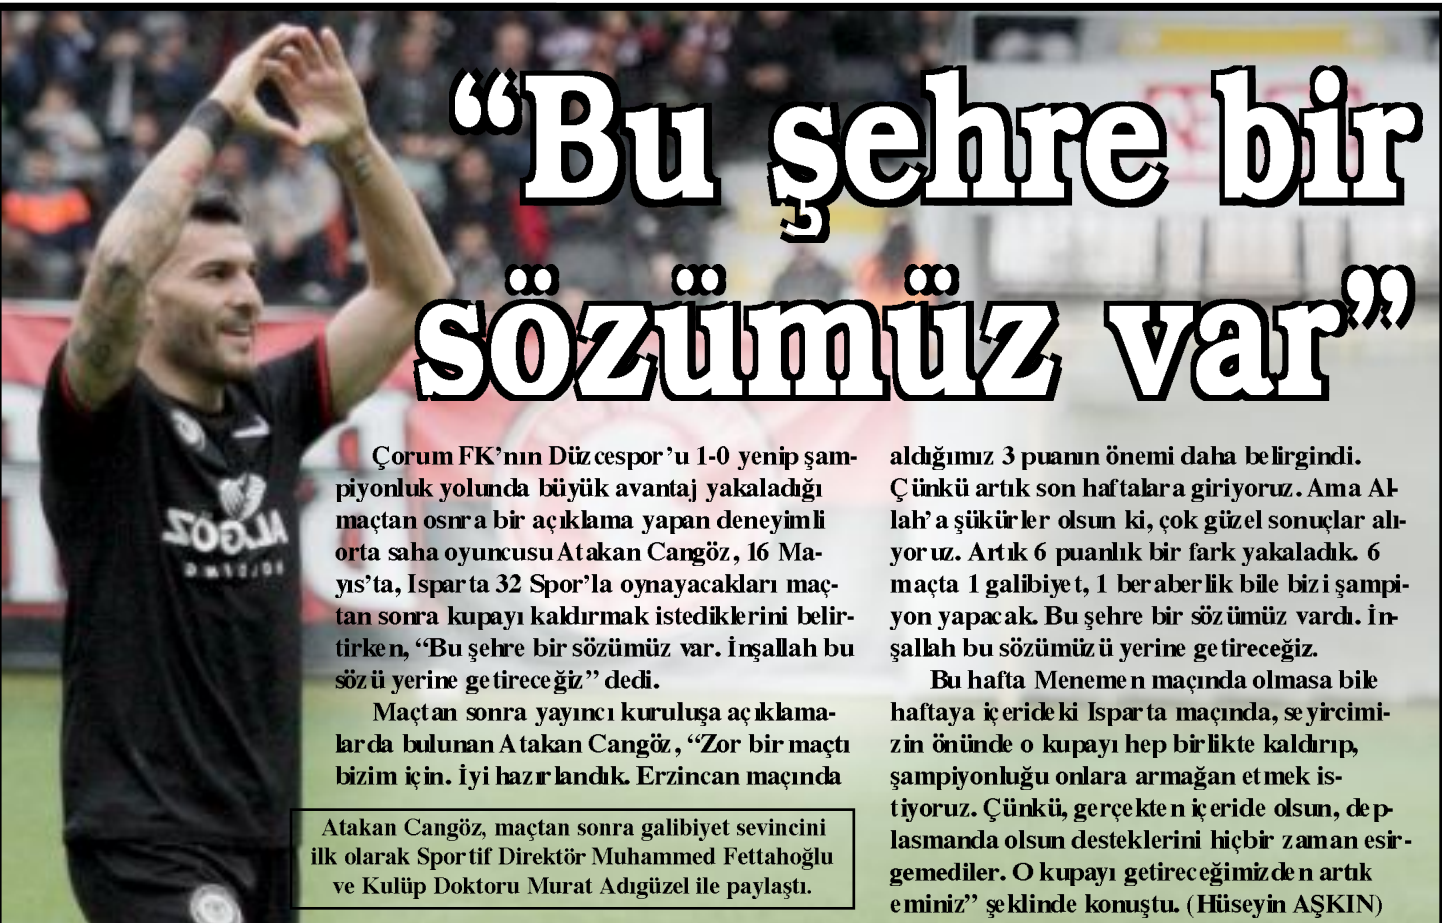 “Bu şehre bir
sözümüz var”
Çorum FK’nın Düzcespor’u 1-0 yenip şam-
piyonluk yolunda büyük avantaj yakaladığı
maçtan osnra bir açıklama yapan deneyimli
orta saha oyuncusu Atakan Cangöz, 16 Ma-
yıs’ta, Isparta 32 Spor’la oynayacakları maç-
tan sonra kupayı kaldırmak istediklerini belir-
tirken, “Bu şehre bir sözümüz var. İnşallah bu
sözü yerine getireceğiz” dedi.
Maçtan sonra yayıncı kuruluşa açıklama-
larda bulunan Atakan Cangöz, “Zor bir maçtı
bizim için. İyi hazırlandık. Erzincan maçında
aldığımız 3 puanın önemi daha belirgindi.
Çünkü artık son haftalara giriyoruz. Ama Al-
lah’a şükürler olsun ki, çok güzel sonuçlar alı-
yoruz. Artık 6 puanlık bir fark yakaladık. 6
maçta 1 galibiyet, 1 beraberlik bile bizi şampi-
yon yapacak. Bu şehre bir sözümüz vardı. İn-
şallah bu sözümüzü yerine getireceğiz.
Bu hafta Menemen maçında olmasa bile
haftaya içerideki Isparta maçında, seyircimi-
zin önünde o kupayı hep birlikte kaldırıp,
şampiyonluğu onlara armağan etmek is-
tiyoruz. Çünkü, gerçekten içeride olsun, dep-
lasmanda olsun desteklerini hiçbir zaman esir-
gemediler. O kupayı getireceğimizden artık
eminiz” şeklinde konuştu. (Hüseyin AŞKIN)
Atakan Cangöz, maçtan sonra galibiyet sevincini
ilk olarak Sportif Direktör Muhammed Fettahoğlu
ve Kulüp Doktoru Murat Adıgüzel ile paylaştı.
ALGÖZ
HOLDING